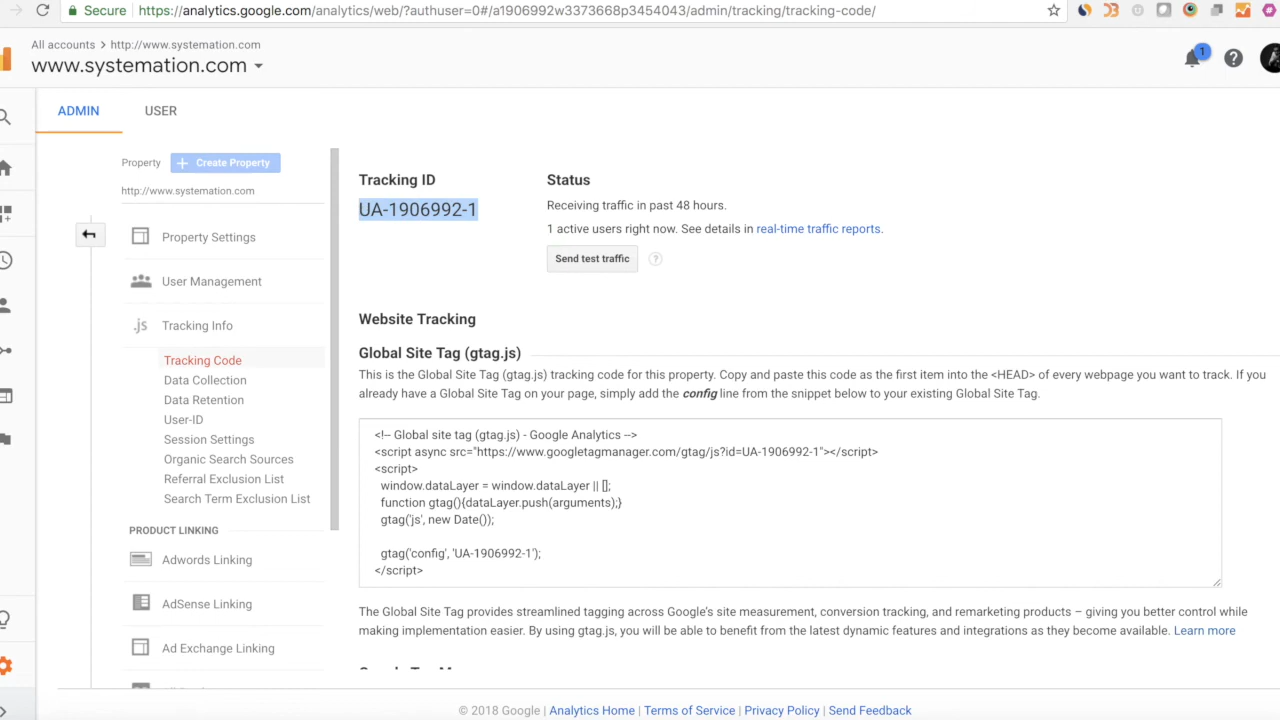 Secure https://analytics.google.com/analytics/web/?authuser=0#/a1906992w3373668p3454043/admin/tracking/tracking-code/
All accounts > http://www.systemation.com
www.systemation.com
1
ADMIN USER
Property + Create Property
http://www.systemation.com
Property Settings
User Management
.js Tracking Info
Tracking Code
Data Collection
Data Retention
User-ID
Session Settings
Organic Search Sources
Referral Exclusion List
Search Term Exclusion List
PRODUCT LINKING
Adwords Linking
AdSense Linking
Ad Exchange Linking
Tracking ID
UA-1906992-1
Status
Receiving traffic in past 48 hours.
1 active users right now. See details in real-time traffic reports.
Send test traffic ?
Website Tracking
Global Site Tag (gtag.js)
This is the Global Site Tag (gtag.js) tracking code for this property. Copy and paste this code as the first item into the <HEAD> of every webpage you want to track. If you
already have a Global Site Tag on your page, simply add the config line from the snippet below to your existing Global Site Tag.
<!-- Global site tag (gtag.js) - Google Analytics -->
<script async src="https://www.googletagmanager.com/gtag/js?id=UA-1906992-1"></script>
<script>
window.dataLayer = window.dataLayer || [];
function gtag(){dataLayer.push(arguments);}
gtag('js', new Date());
gtag('config', 'UA-1906992-1');
</script>
The Global Site Tag provides streamlined tagging across Google's site measurement, conversion tracking, and remarketing products – giving you better control while
making implementation easier. By using gtag.js, you will be able to benefit from the latest dynamic features and integrations as they become available. Learn more
© 2018 Google | Analytics Home | Terms of Service | Privacy Policy | Send Feedback